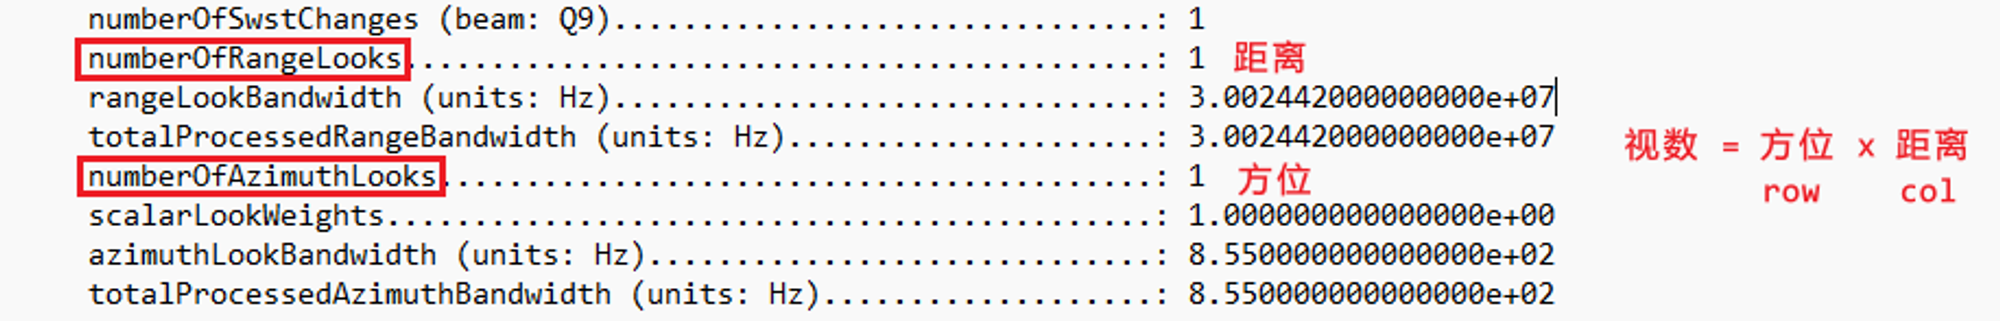 numberOfSwstChanges (beam: Q9)...............................: 1
numberOfRangeLooks...........................................: 1 距离
rangeLookBandwidth (units: Hz)...............................: 3.002442000000000e+07
totalProcessedRangeBandwidth (units: Hz).....................: 3.002442000000000e+07
视数 = 方位 x 距离
numberOfAzimuthLooks.........................................: 1 方位
row col
scalarLookWeights............................................: 1.000000000000000e+00
azimuthLookBandwidth (units: Hz).............................: 8.550000000000000e+02
totalProcessedAzimuthBandwidth (units: Hz)...................: 8.550000000000000e+02